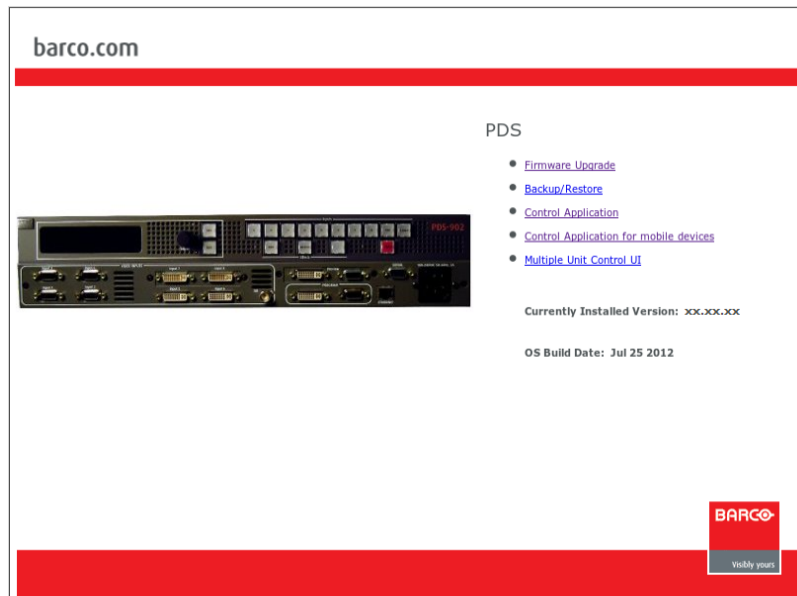 barco.com
PDS
Firmware Upgrade
Backup/Restore
Control Application
Control Application for mobile devices
Multiple Unit Control UI
PDS-902
Currently Installed Version: xx.xx.xx
OS Build Date: Jul 25 2012
BARCO
Visibly yours